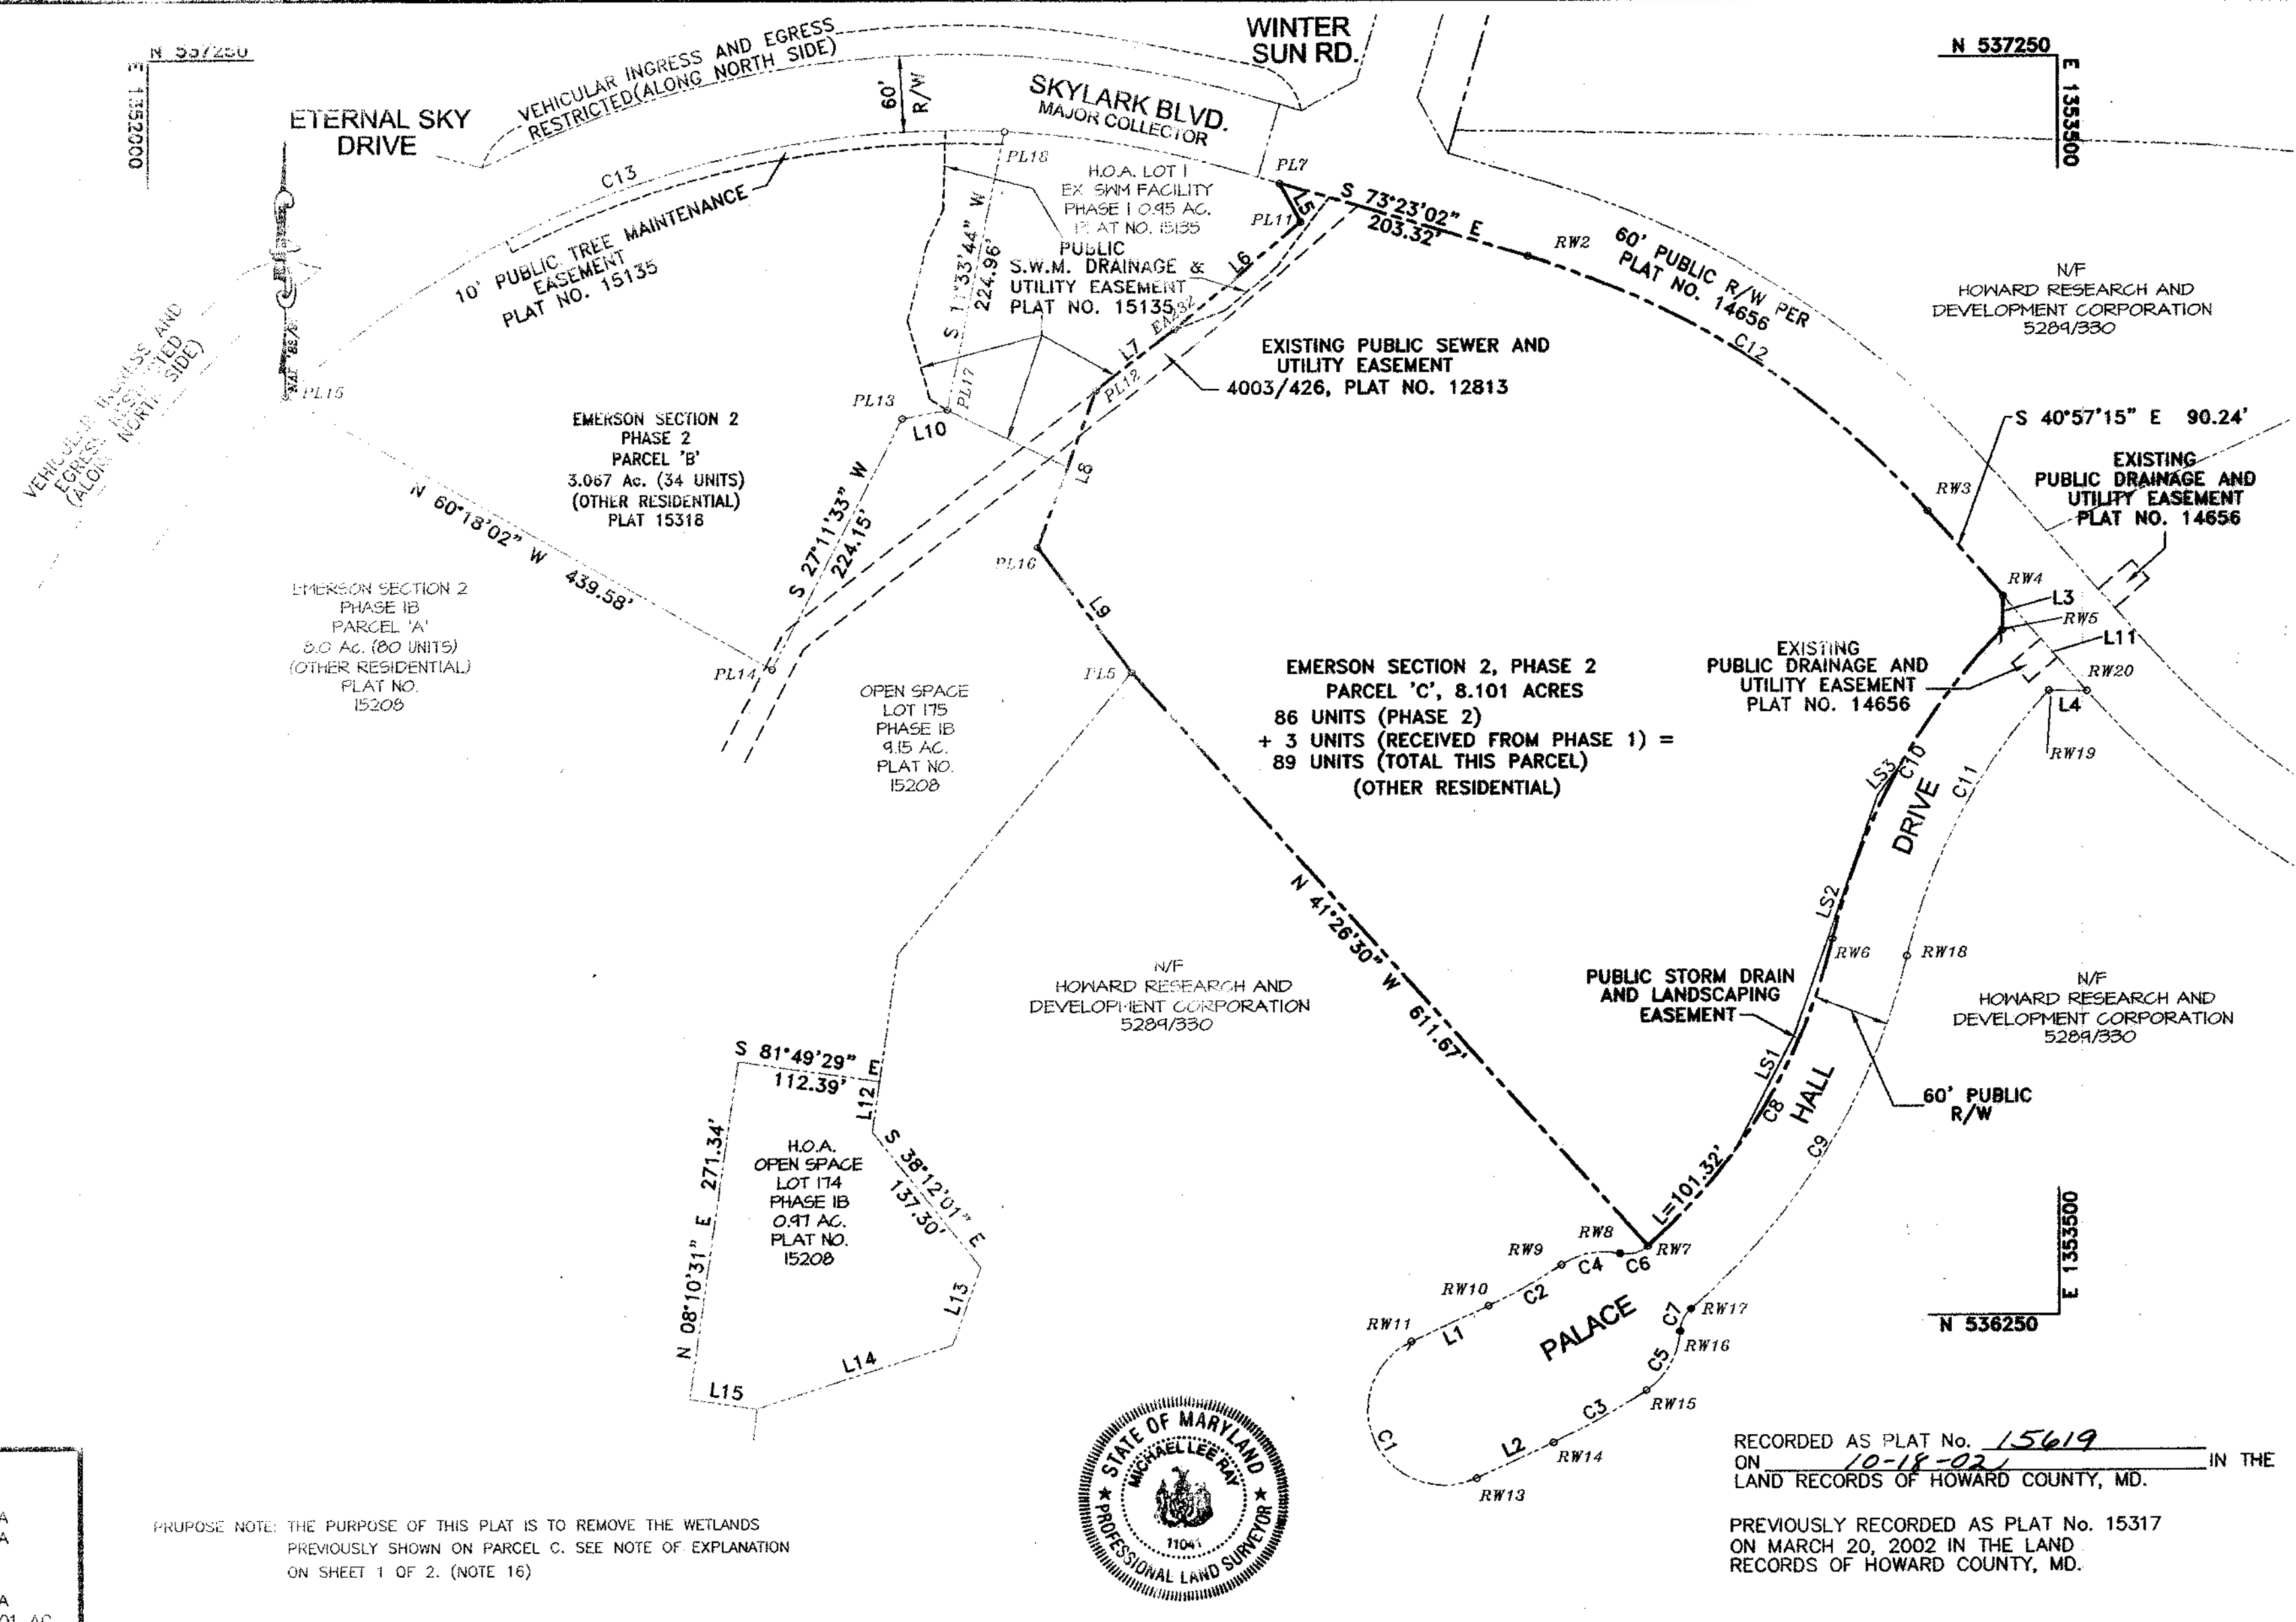 N 537250
E 1352000
ETERNAL SKY
DRIVE
VEHICULAR INGRESS AND EGRESS
RESTRICTED(ALONG NORTH SIDE)
60'
R/W
WINTER
SUN RD.
SKYLARK BLVD.
MAJOR COLLECTOR
N 537250
E 1353500
C13
10' PUBLIC TREE MAINTENANCE
EASEMENT
PLAT NO. 15135
PL18
H.O.A. LOT 1
EX SWM FACILITY
PHASE 1 0.95 AC.
PLAT NO. 15135
PL7
L5
PL11
S 73°23'02" E
203.32'
RW2
60' PUBLIC R/W PER
PLAT NO. 14656
C12
N/F
HOWARD RESEARCH AND
DEVELOPMENT CORPORATION
5289/330
S 11°33'44" W
224.96'
PUBLIC
S.W.M. DRAINAGE &
UTILITY EASEMENT
PLAT NO. 15135
L6
EA232
L7
PL12
EXISTING PUBLIC SEWER AND
UTILITY EASEMENT
4003/426, PLAT NO. 12813
VEHICULAR INGRESS AND
EGRESS RESTRICTED
(ALONG NORTH SIDE)
PL15
PL13
PL17
L10
L8
EMERSON SECTION 2
PHASE 2
PARCEL 'B'
3.067 Ac. (34 UNITS)
(OTHER RESIDENTIAL)
PLAT 15318
S 27°11'33" W
224.15'
N 60°18'02" W 439.58'
S 40°57'15" E 90.24'
EXISTING
PUBLIC DRAINAGE AND
UTILITY EASEMENT
PLAT NO. 14656
RW3
PL16
L9
RW4
L3
RW5
L11
RW20
L4
RW19
EMERSON SECTION 2
PHASE 1B
PARCEL 'A'
8.0 Ac. (80 UNITS)
(OTHER RESIDENTIAL)
PLAT NO.
15208
PL14
PL5
OPEN SPACE
LOT 175
PHASE 1B
9.15 AC.
PLAT NO.
15208
EMERSON SECTION 2, PHASE 2
PARCEL 'C', 8.101 ACRES
86 UNITS (PHASE 2)
+ 3 UNITS (RECEIVED FROM PHASE 1) =
89 UNITS (TOTAL THIS PARCEL)
(OTHER RESIDENTIAL)
EXISTING
PUBLIC DRAINAGE AND
UTILITY EASEMENT
PLAT NO. 14656
LS3
C10
C11
DRIVE
LS2
N 41°26'30" W 611.67'
RW6
RW18
N/F
HOWARD RESEARCH AND
DEVELOPMENT CORPORATION
5289/330
PUBLIC STORM DRAIN
AND LANDSCAPING
EASEMENT
N/F
HOWARD RESEARCH AND
DEVELOPMENT CORPORATION
5289/330
LS1
C8
HALL
C9
60' PUBLIC
R/W
S 81°49'29" E
112.39'
L12
N 08°10'31" E 271.34'
H.O.A.
OPEN SPACE
LOT 174
PHASE 1B
0.97 AC.
PLAT NO.
15208
S 38°12'01" E
137.30'
L13
L14
L15
L=101.32'
RW8
RW7
RW9
C4
C6
RW10
C2
RW11
L1
PALACE
C7
RW17
RW16
C5
RW15
C3
C1
L2
RW14
RW13
E 1353500
N 536250
STATE OF MARYLAND
MICHAEL LEE RAY
11041
PROFESSIONAL LAND SURVEYOR
RECORDED AS PLAT No. 15619
ON 10-18-02, IN THE
LAND RECORDS OF HOWARD COUNTY, MD.
PREVIOUSLY RECORDED AS PLAT No. 15317
ON MARCH 20, 2002 IN THE LAND
RECORDS OF HOWARD COUNTY, MD.
PRUPOSE NOTE: THE PURPOSE OF THIS PLAT IS TO REMOVE THE WETLANDS
PREVIOUSLY SHOWN ON PARCEL C. SEE NOTE OF EXPLANATION
ON SHEET 1 OF 2. (NOTE 16)
A
A
A
01 AC